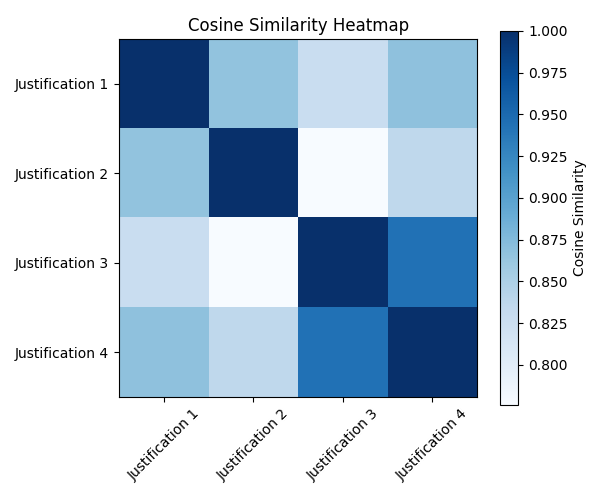 Cosine Similarity Heatmap
Justification 1
Justification 2
Justification 3
Justification 4
Justification 1
Justification 2
Justification 3
Justification 4
1.000
0.975
0.950
0.925
0.900
0.875
0.850
0.825
0.800
Cosine Similarity